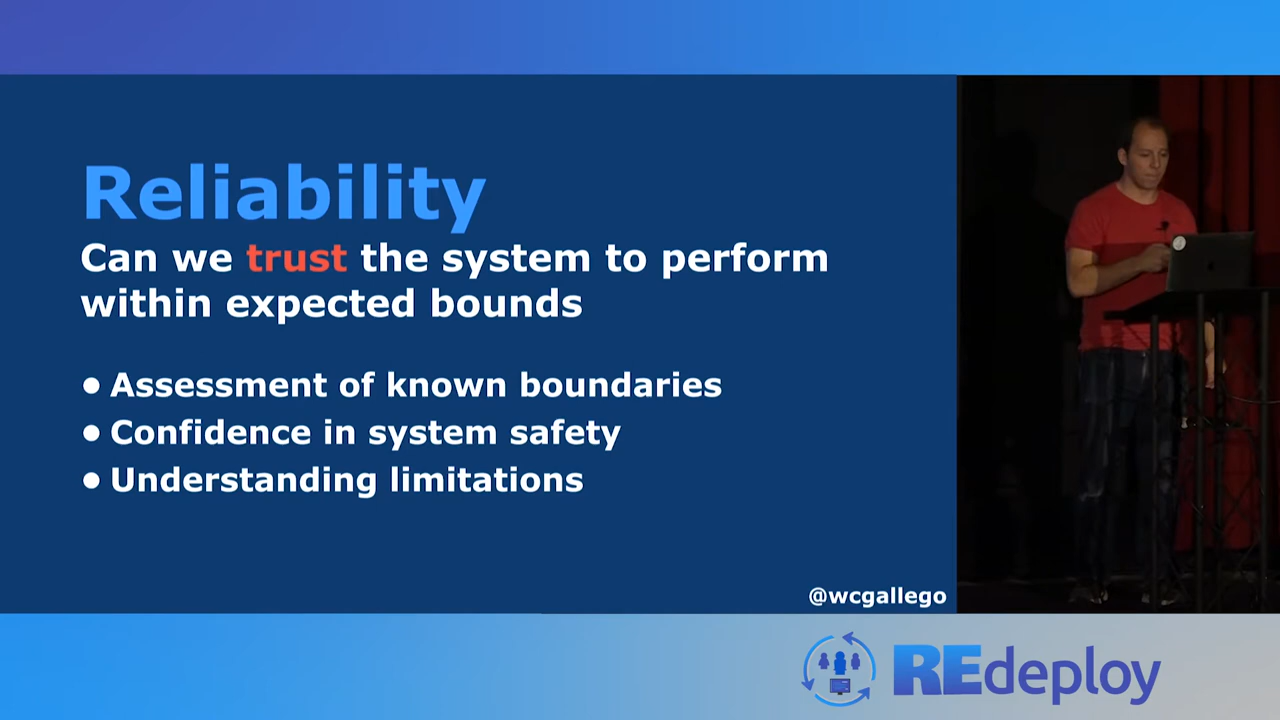 Reliability
Can we trust the system to perform
within expected bounds
● Assessment of known boundaries
● Confidence in system safety
● Understanding limitations
@wcgallego
REdeploy